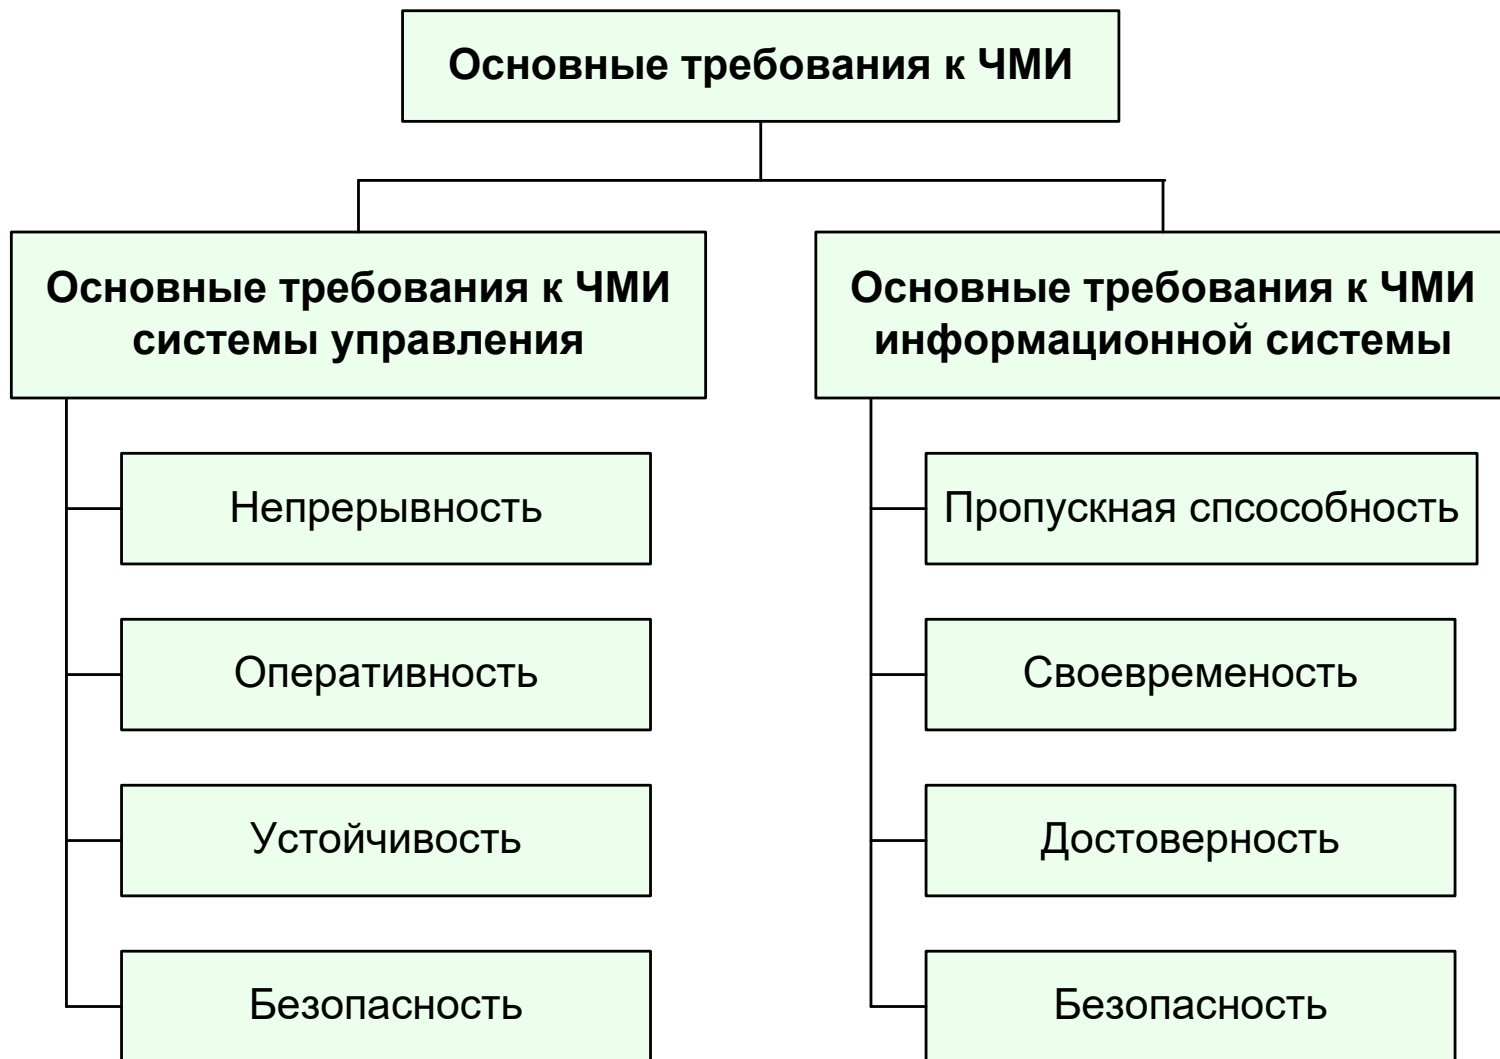 Основные требования к ЧМИ
Основные требования к ЧМИ
системы управления
Непрерывность
Оперативность
Устойчивость
Безопасность
Основные требования к ЧМИ
информационной системы
Пропускная спсособность
Своевременость
Достоверность
Безопасность